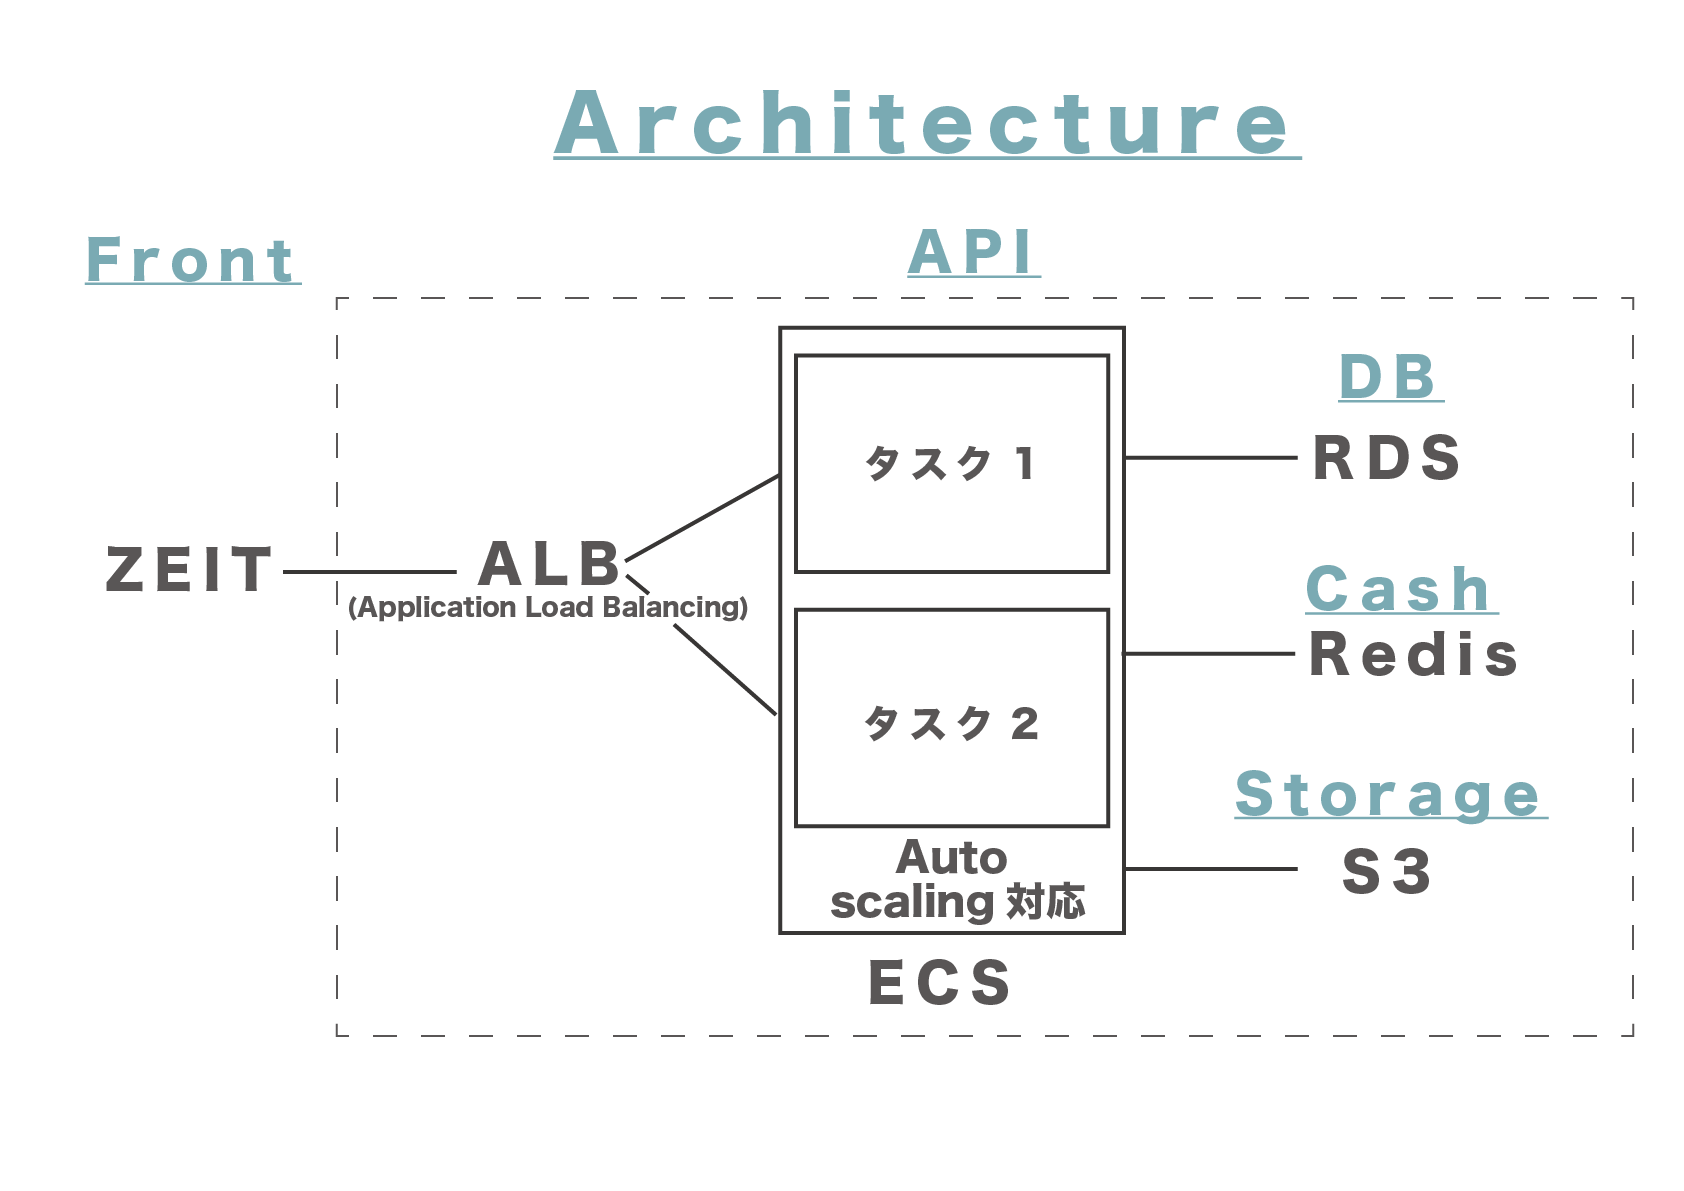 Architecture
Front
API
DB
RDS
タスク 1
ZEIT
ALB
(Application Load Balancing)
Cash
Redis
タスク 2
Storage
S3
Auto
scaling 対応
ECS